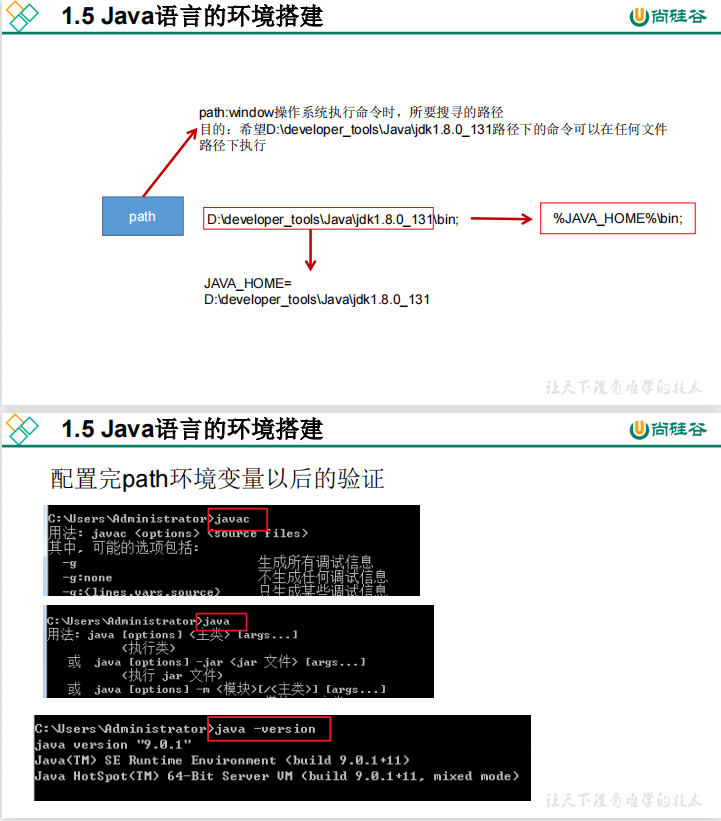 1.5 Java语言的环境搭建
尚硅谷
path:window操作系统执行命令时，所要搜寻的路径
目的：希望D:\developer_tools\Java\jdk1.8.0_131路径下的命令可以在任何文件
路径下执行
path
D:\developer_tools\Java\jdk1.8.0_131\bin;
%JAVA_HOME%\bin;
JAVA_HOME=
D:\developer_tools\Java\jdk1.8.0_131
让天下没有难学的技术
1.5 Java语言的环境搭建
尚硅谷
配置完path环境变量以后的验证
C:\Users\Administrator>javac
用法: javac <options> <source files>
其中, 可能的选项包括:
-g 生成所有调试信息
-g:none 不生成任何调试信息
-g:{lines,vars,source} 只生成某些调试信息
C:\Users\Administrator>java
用法: java [options] <主类> [args...]
(执行类)
或 java [options] -jar <jar 文件> [args...]
(执行 jar 文件)
或 java [options] -m <模块>[/<主类>] [args...]
C:\Users\Administrator>java -version
java version "9.0.1"
Java(TM) SE Runtime Environment (build 9.0.1+11)
Java HotSpot(TM) 64-Bit Server VM (build 9.0.1+11, mixed mode)
让天下没有难学的技术